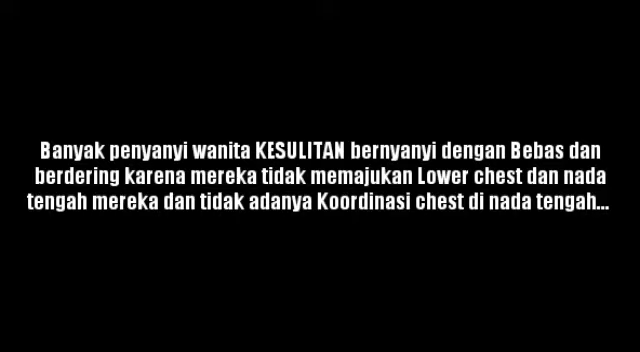 Banyak penyanyi wanita KESULITAN bernyanyi dengan Bebas dan
berdering karena mereka tidak memajukan Lower chest dan nada
tengah mereka dan tidak adanya Koordinasi chest di nada tengah...